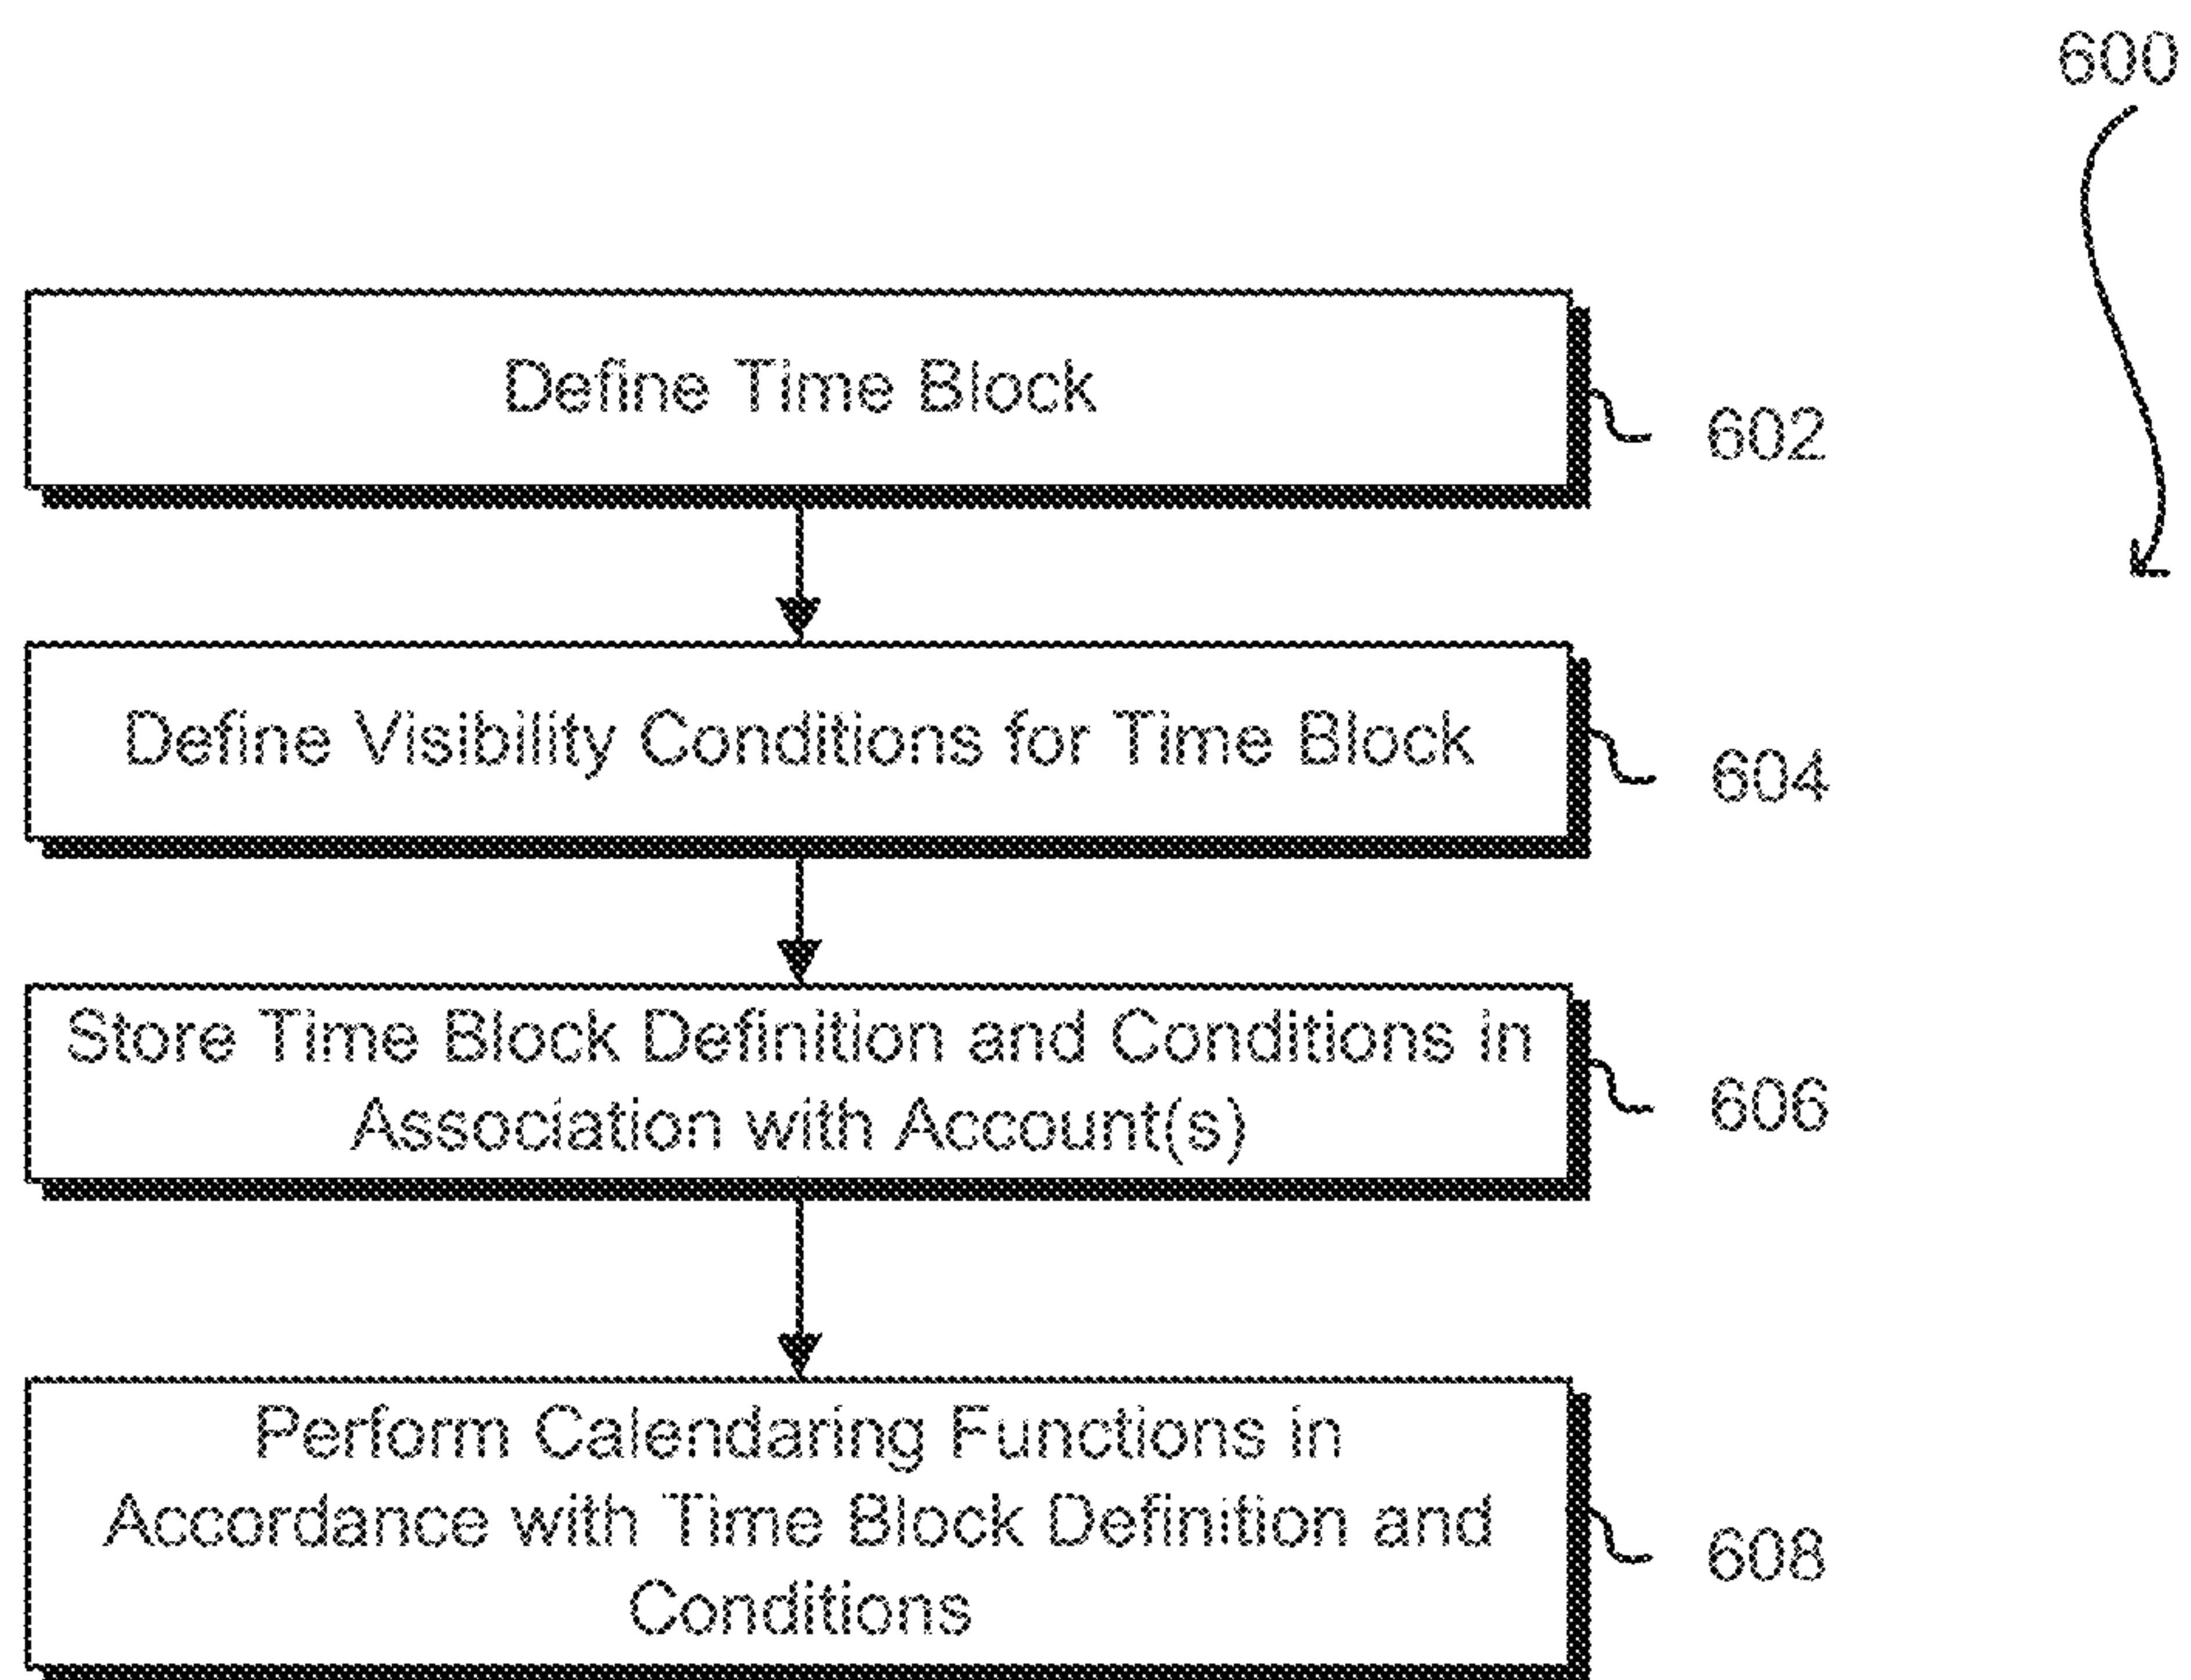 600
Define Time Block
602
Define Visibility Conditions for Time Block
604
Store Time Block Definition and Conditions in
Association with Account(s)
606
Perform Calendaring Functions in
Accordance with Time Block Definition and
Conditions
608